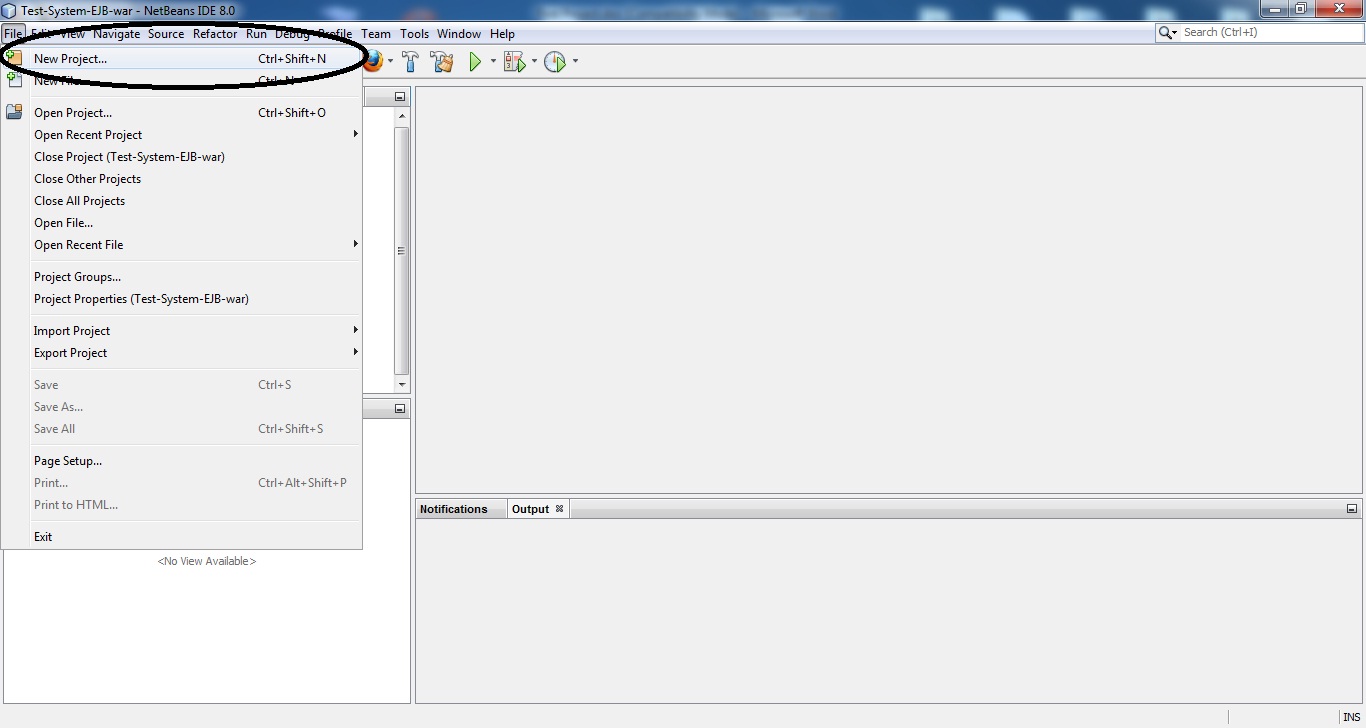 Test-System-EJB-war - NetBeans IDE 8.0
File Edit View Navigate Source Refactor Run Debug Profile Team Tools Window Help
Search (Ctrl+I)
New Project... Ctrl+Shift+N
New File... Ctrl+N
Open Project... Ctrl+Shift+O
Open Recent Project
Close Project (Test-System-EJB-war)
Close Other Projects
Close All Projects
Open File...
Open Recent File
Project Groups...
Project Properties (Test-System-EJB-war)
Import Project
Export Project
Save Ctrl+S
Save As...
Save All Ctrl+Shift+S
Page Setup...
Print... Ctrl+Alt+Shift+P
Print to HTML...
Exit
<No View Available>
Notifications Output
INS